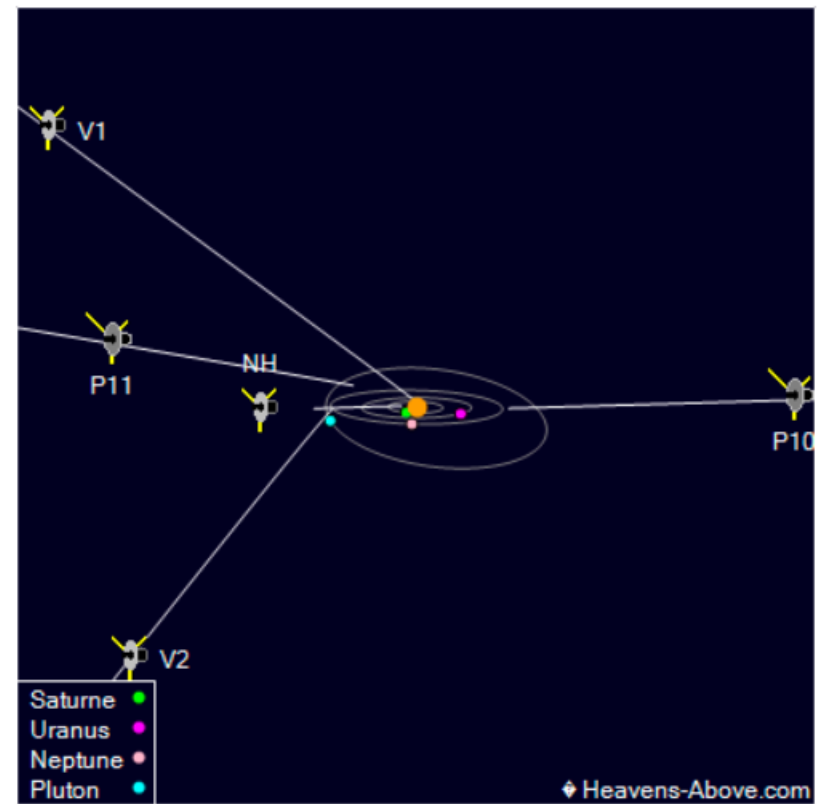 V1
NH
P11
P10
V2
Saturne
Uranus
Neptune
Pluton
� Heavens-Above.com